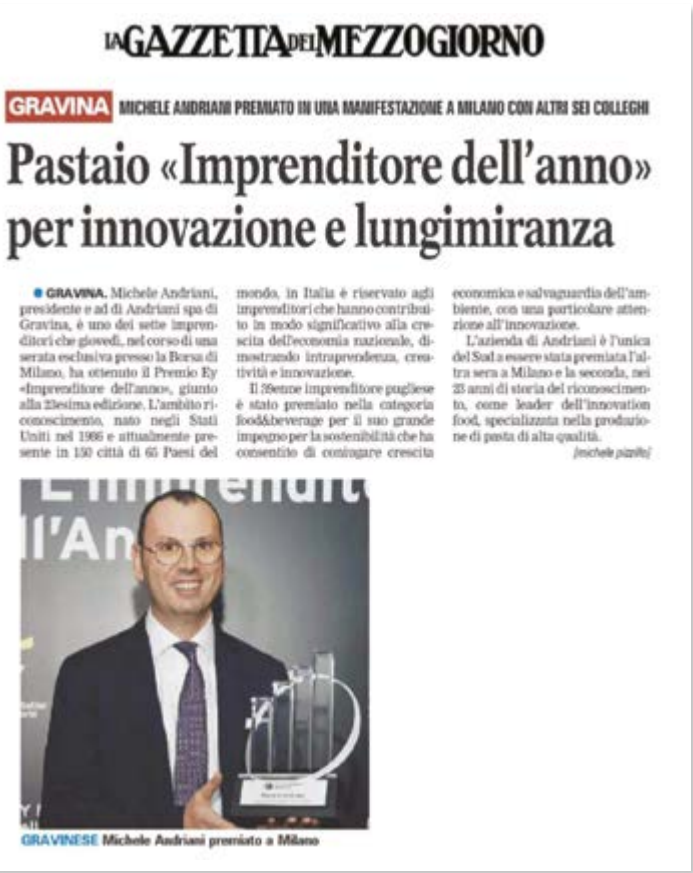 LA GAZZETTA DEL MEZZOGIORNO
GRAVINA MICHELE ANDRIANI PREMIATO IN UNA MANIFESTAZIONE A MILANO CON ALTRI SEI COLLEGHI
Pastaio «Imprenditore dell'anno»
per innovazione e lungimiranza
● GRAVINA. Michele Andriani,
presidente e ad di Andriani spa di
Gravina, è uno dei sette impren-
ditori che giovedì, nel corso di una
serata esclusiva presso la Borsa di
Milano, ha ottenuto il Premio Ey
«Imprenditore dell'anno», giunto
alla 23esima edizione. L'ambito ri-
conoscimento, nato negli Stati
Uniti nel 1986 e attualmente pre-
sente in 150 città di 65 Paesi del
mondo, in Italia è riservato agli
imprenditori che hanno contribui-
to in modo significativo alla cre-
scita dell'economia nazionale, di-
mostrando intraprendenza, crea-
tività e innovazione.
Il 39enne imprenditore pugliese
è stato premiato nella categoria
food&beverage per il suo grande
impegno per la sostenibilità che ha
consentito di coniugare crescita
economica e salvaguardia dell'am-
biente, con una particolare atten-
zione all'innovazione.
L'azienda di Andriani è l'unica
del Sud a essere stata premiata l'al-
tra sera a Milano e la seconda, nei
23 anni di storia del riconoscimen-
to, come leader dell'innovation
food, specializzata nella produzio-
ne di pasta di alta qualità.
[michele pizzillo]
L'Imprendit
ll'An
GRAVINESE Michele Andriani premiato a Milano